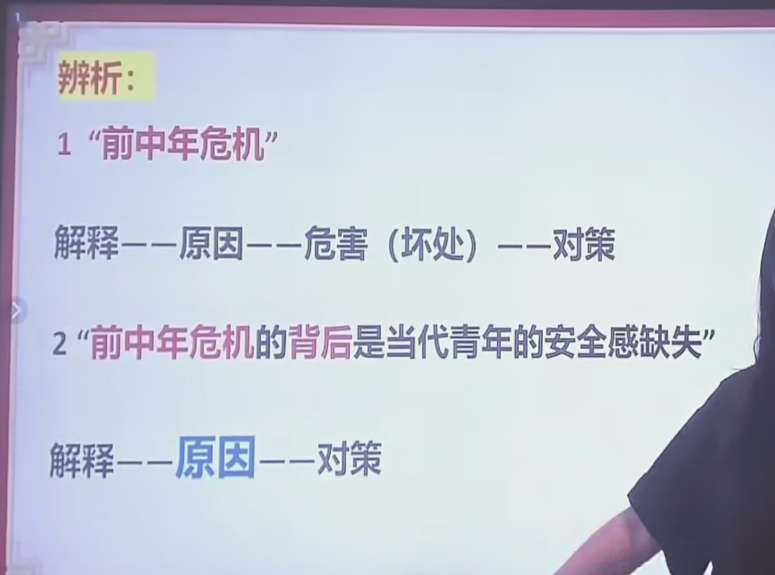 1
辨析：
1 “前中年危机”
解释——原因——危害（坏处）——对策
2 “前中年危机的背后是当代青年的安全感缺失”
解释——原因——对策